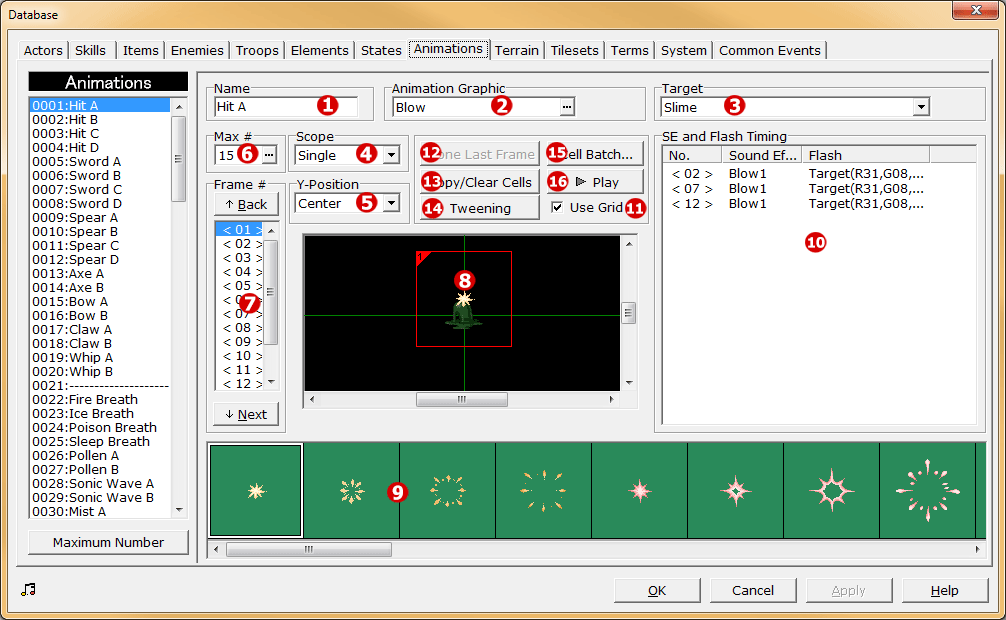 Database
Actors Skills Items Enemies Troops Elements States Animations Terrain Tilesets Terms System Common Events
Animations
0001:Hit A
0002:Hit B
0003:Hit C
0004:Hit D
0005:Sword A
0006:Sword B
0007:Sword C
0008:Sword D
0009:Spear A
0010:Spear B
0011:Spear C
0012:Spear D
0013:Axe A
0014:Axe B
0015:Bow A
0016:Bow B
0017:Claw A
0018:Claw B
0019:Whip A
0020:Whip B
0021:--------------------
0022:Fire Breath
0023:Ice Breath
0024:Poison Breath
0025:Sleep Breath
0026:Pollen A
0027:Pollen B
0028:Sonic Wave A
0029:Sonic Wave B
0030:Mist A
Maximum Number
Name
Hit A 1
Animation Graphic
Blow 2 ...
Target
Slime 3
Max #
15 6 ...
Scope
Single 4
Y-Position
Center 5
12 one Last Frame
15 ell Batch...
13 opy/Clear Cells
16 Play
14 Tweening
Use Grid 11
Frame #
↑ Back
< 01 >
< 02 >
< 03 >
< 04 >
< 05 >
7
< 07 >
< 08 >
< 09 >
< 10 >
< 11 >
< 12 >
↓ Next
1
8
SE and Flash Timing
No. Sound Ef... Flash
< 02 > Blow1 Target(R31,G08,...
< 07 > Blow1 Target(R31,G08,...
< 12 > Blow1 Target(R31,G08,...
10
9
OK Cancel Apply Help